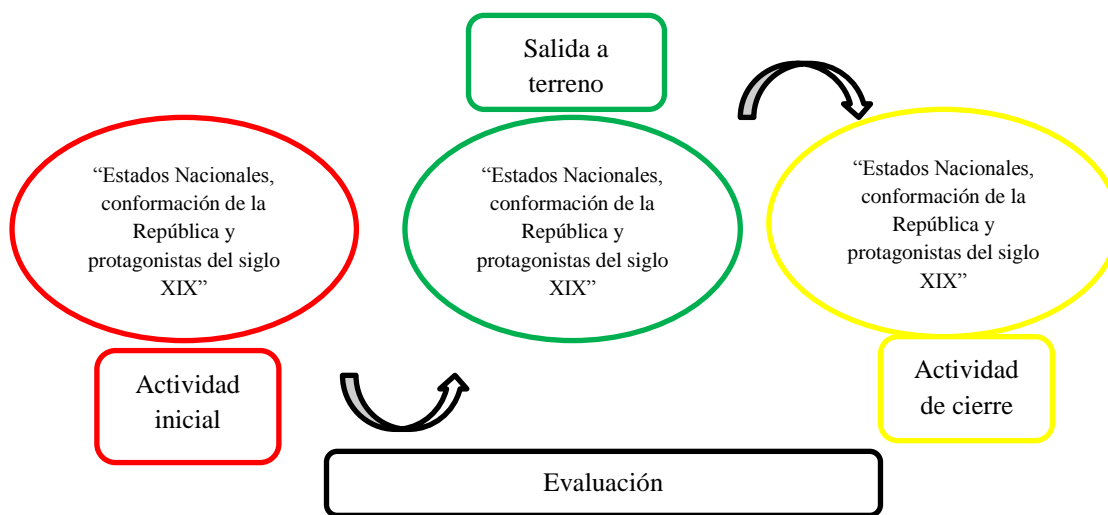 Salida a
terreno
“Estados Nacionales,
conformación de la
República y
protagonistas del siglo
XIX”
“Estados Nacionales,
conformación de la
República y
protagonistas del siglo
XIX”
“Estados Nacionales,
conformación de la
República y
protagonistas del siglo
XIX”
Actividad
inicial
Actividad
de cierre
Evaluación